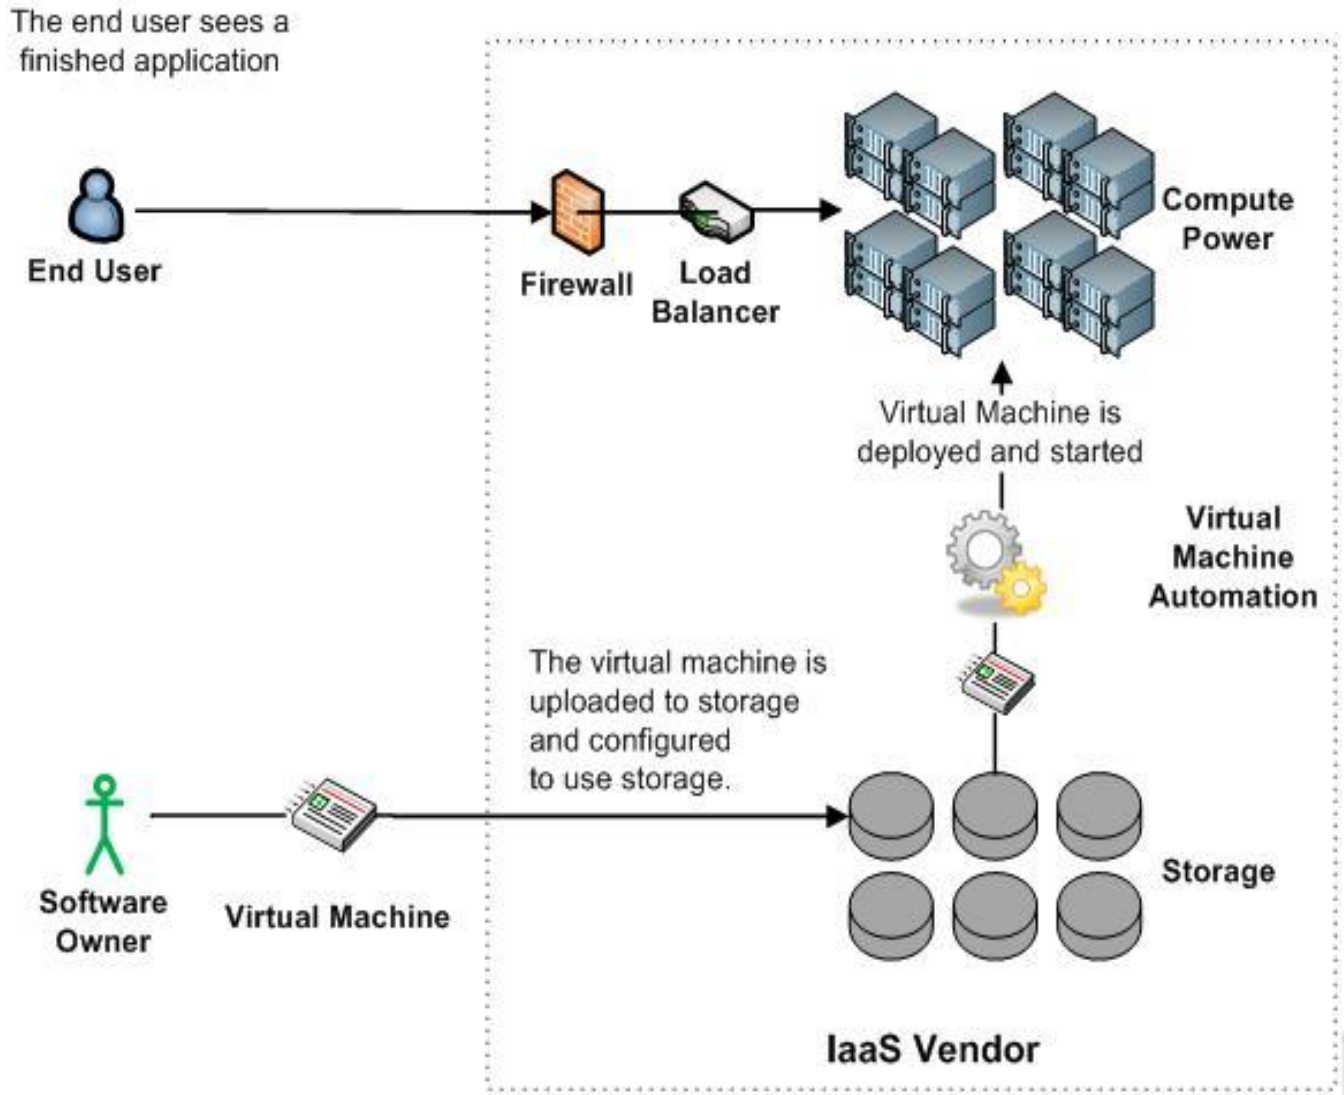 The end user sees a
finished application
End User
Firewall
Load
Balancer
Compute
Power
Virtual Machine is
deployed and started
Virtual
Machine
Automation
The virtual machine is
uploaded to storage
and configured
to use storage.
Software
Owner
Virtual Machine
Storage
IaaS Vendor